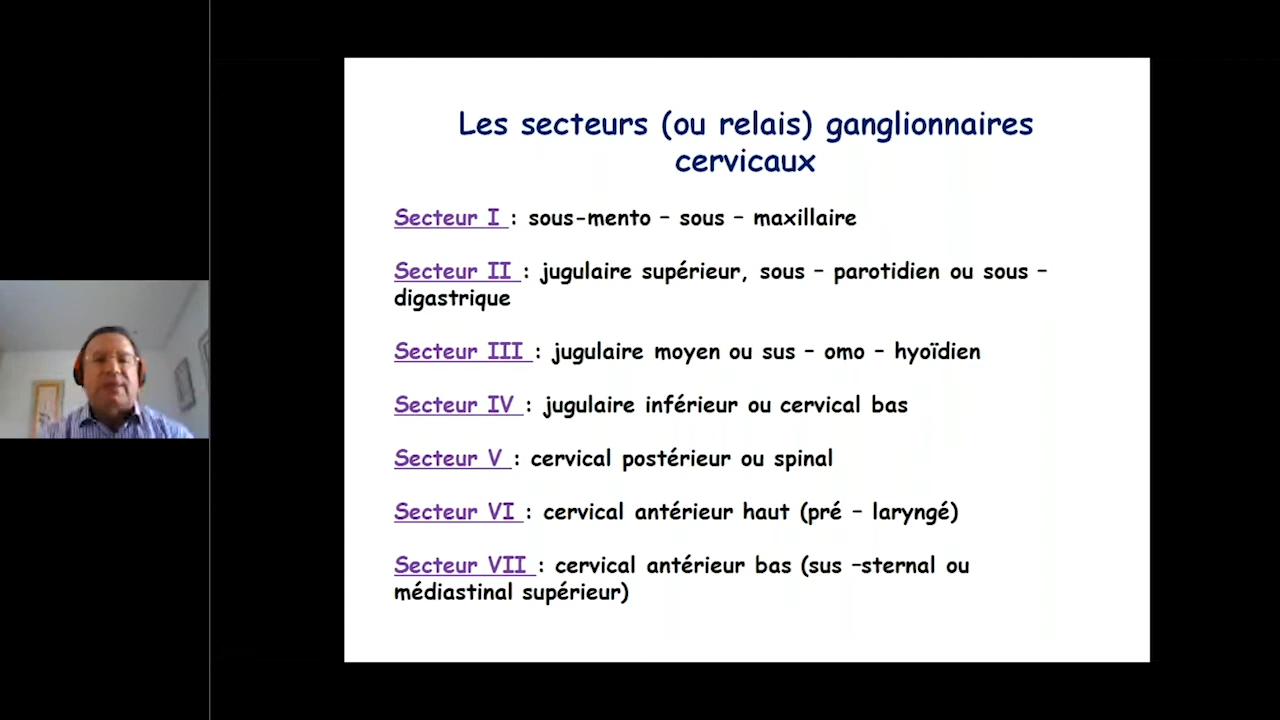 Les secteurs (ou relais) ganglionnaires
cervicaux
Secteur I : sous-mento – sous – maxillaire
Secteur II : jugulaire supérieur, sous – parotidien ou sous –
digastrique
Secteur III : jugulaire moyen ou sus – omo – hyoïdien
Secteur IV : jugulaire inférieur ou cervical bas
Secteur V : cervical postérieur ou spinal
Secteur VI : cervical antérieur haut (pré – laryngé)
Secteur VII : cervical antérieur bas (sus –sternal ou
médiastinal supérieur)